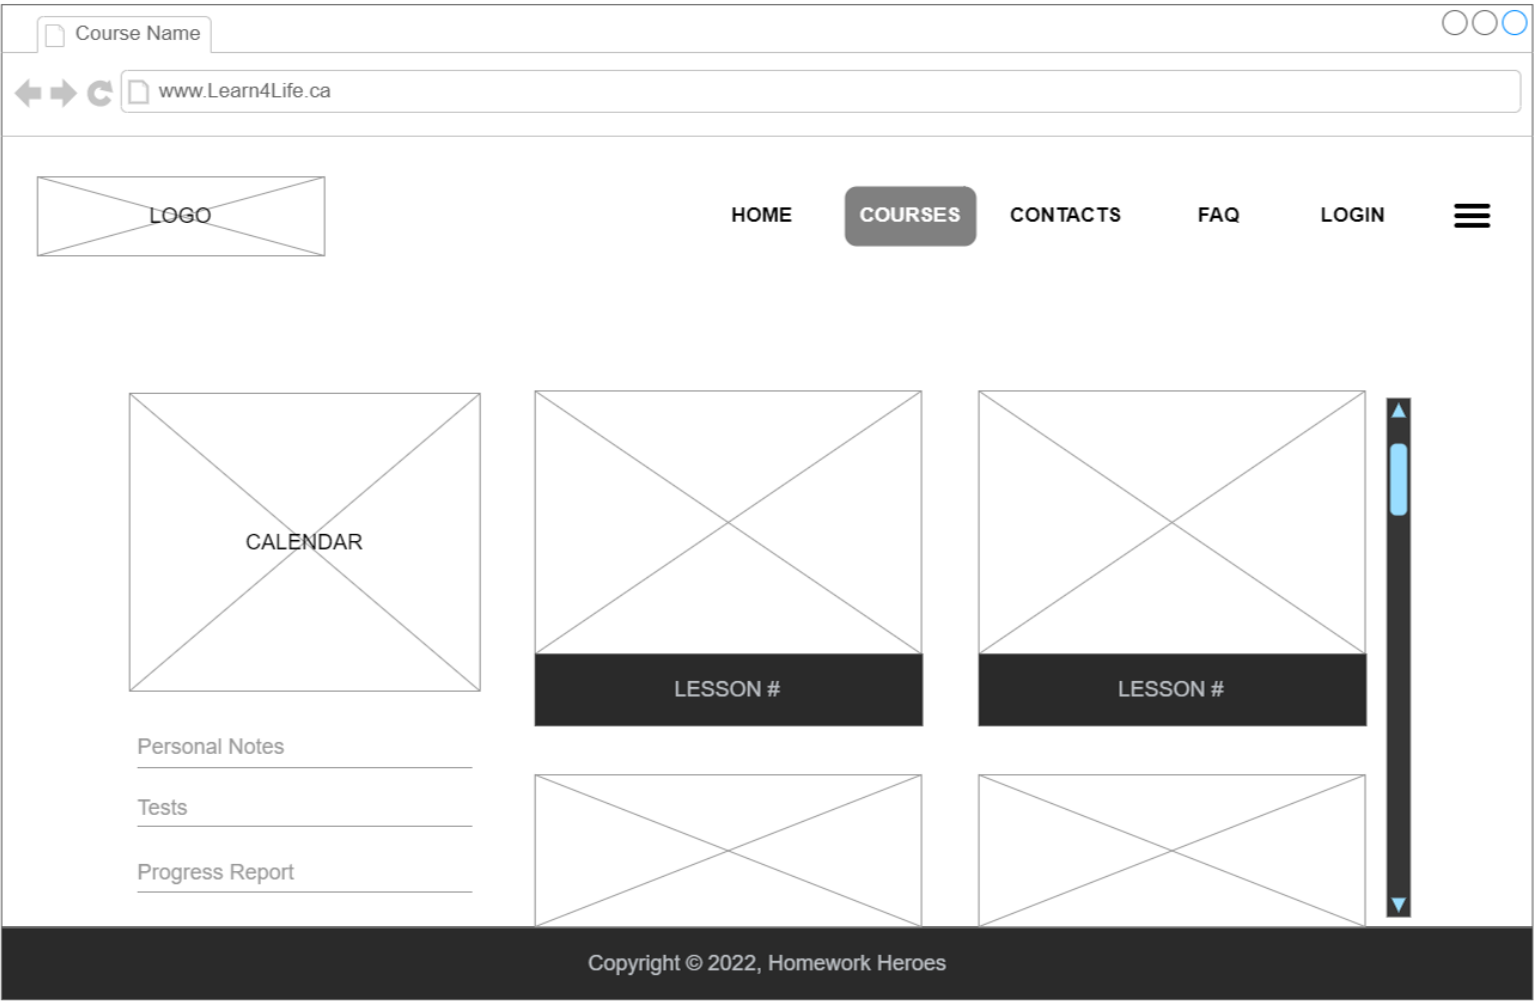 Course Name
www.Learn4Life.ca
LOGO
HOME COURSES CONTACTS FAQ LOGIN
CALENDAR
LESSON # LESSON #
Personal Notes
Tests
Progress Report
Copyright © 2022, Homework Heroes